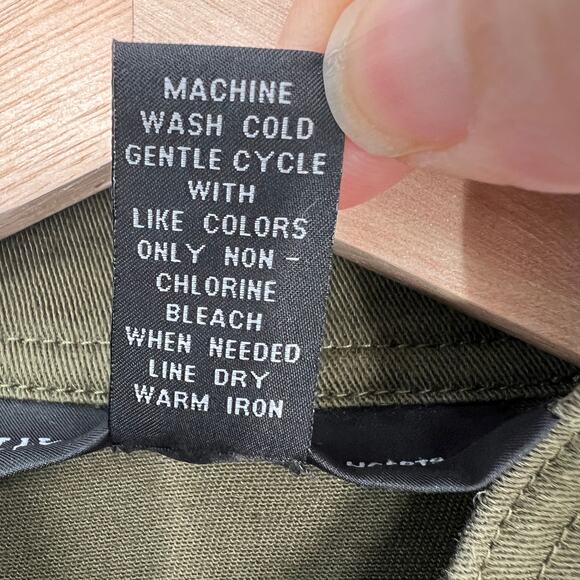 MACHINE
WASH COLD
GENTLE CYCLE
WITH
LIKE COLORS
ONLY NON -
CHLORINE
BLEACH
WHEN NEEDED
LINE DRY
WARM IRON